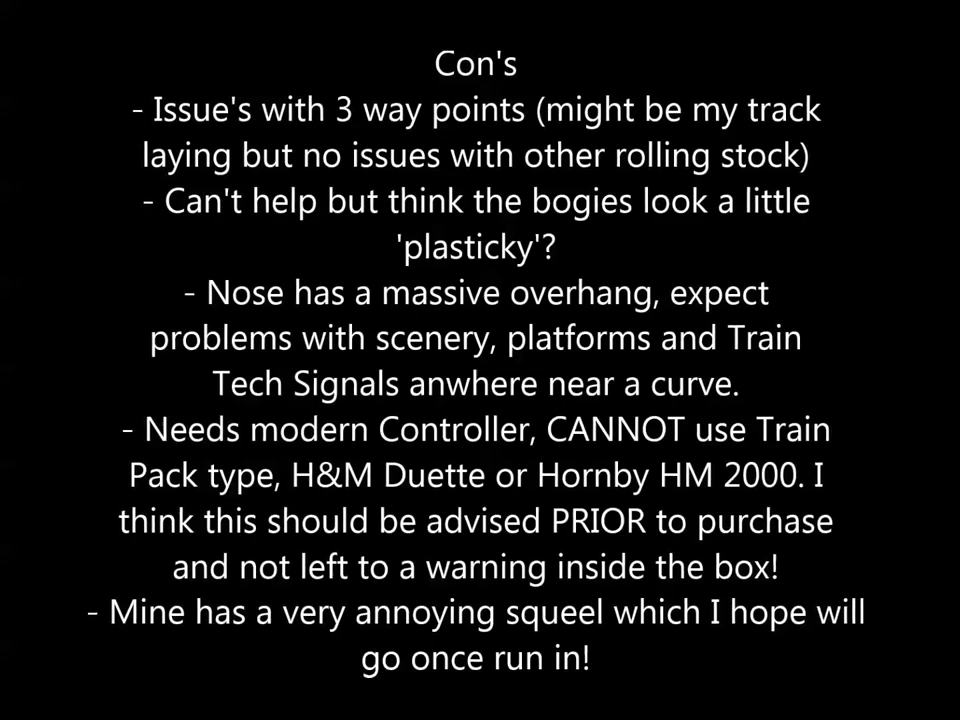 Con's
- Issue's with 3 way points (might be my track
laying but no issues with other rolling stock)
- Can't help but think the bogies look a little
'plasticky'?
- Nose has a massive overhang, expect
problems with scenery, platforms and Train
Tech Signals anwhere near a curve.
- Needs modern Controller, CANNOT use Train
Pack type, H&M Duette or Hornby HM 2000. I
think this should be advised PRIOR to purchase
and not left to a warning inside the box!
- Mine has a very annoying squeel which I hope will
go once run in!